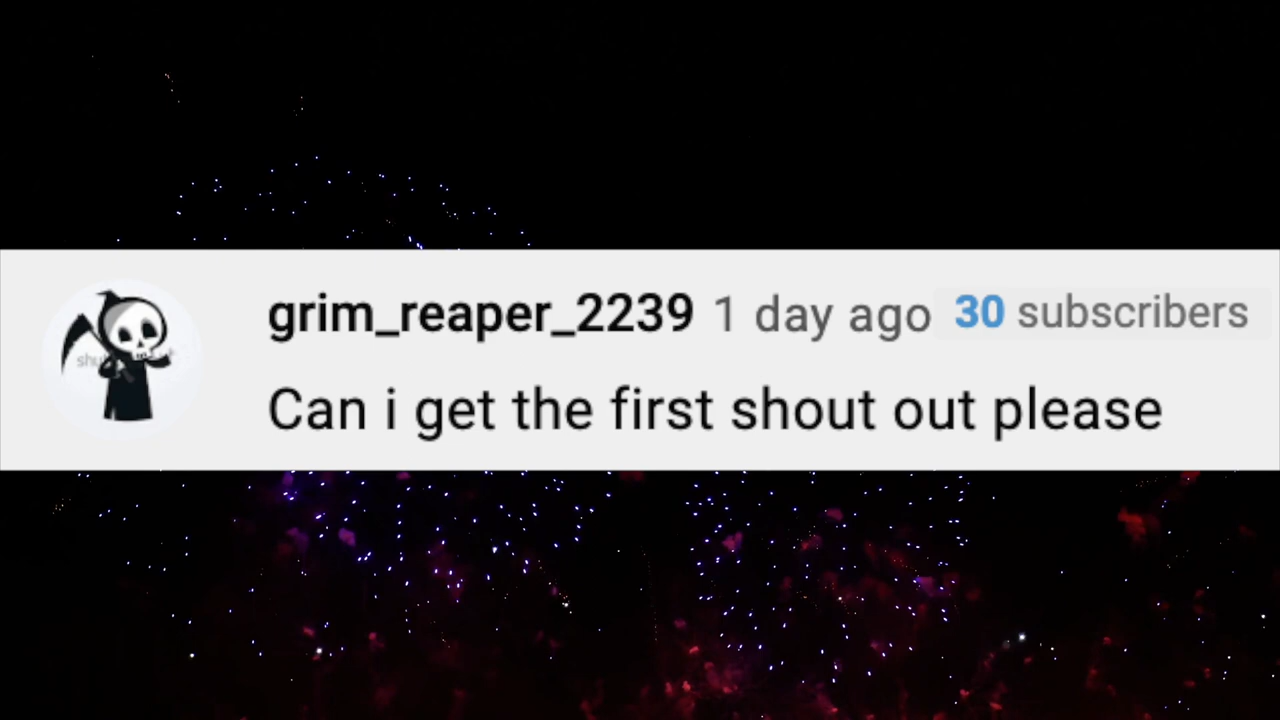 grim_reaper_2239 1 day ago 30 subscribers
Can i get the first shout out please